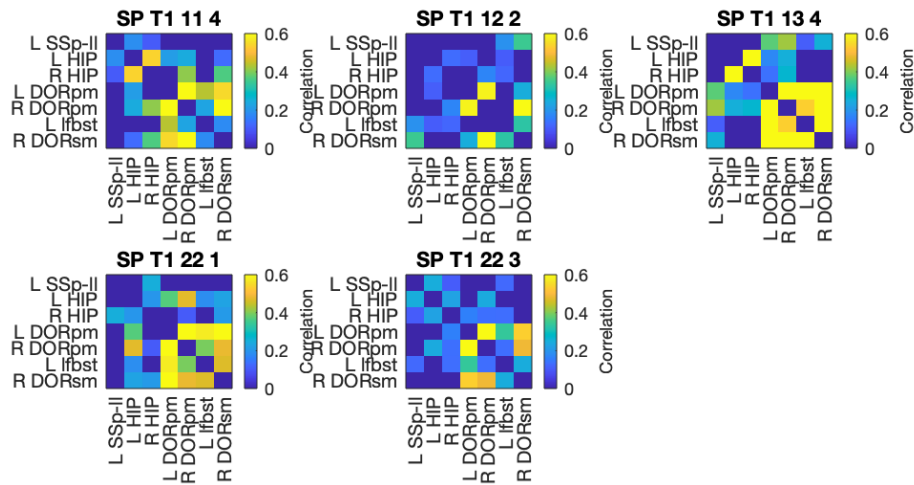 SP T1 11 4
SP T1 12 2
SP T1 13 4
L SSp-ll
L HIP
R HIP
L DORpm
R DORpm
L lfbst
R DORsm
0.6
0.4
0.2
0
Correlation
L SSp-ll
L HIP
R HIP
L DORpm
R DORpm
L lfbst
R DORsm
L SSp-ll
L HIP
R HIP
L DORpm
R DORpm
L lfbst
R DORsm
0.6
0.4
0.2
0
Correlation
L SSp-ll
L HIP
R HIP
L DORpm
R DORpm
L lfbst
R DORsm
L SSp-ll
L HIP
R HIP
L DORpm
R DORpm
L lfbst
R DORsm
0.6
0.4
0.2
0
Correlation
L SSp-ll
L HIP
R HIP
L DORpm
R DORpm
L lfbst
R DORsm
SP T1 22 1
SP T1 22 3
L SSp-ll
L HIP
R HIP
L DORpm
R DORpm
L lfbst
R DORsm
0.6
0.4
0.2
0
Correlation
L SSp-ll
L HIP
R HIP
L DORpm
R DORpm
L lfbst
R DORsm
L SSp-ll
L HIP
R HIP
L DORpm
R DORpm
L lfbst
R DORsm
0.6
0.4
0.2
0
Correlation
L SSp-ll
L HIP
R HIP
L DORpm
R DORpm
L lfbst
R DORsm